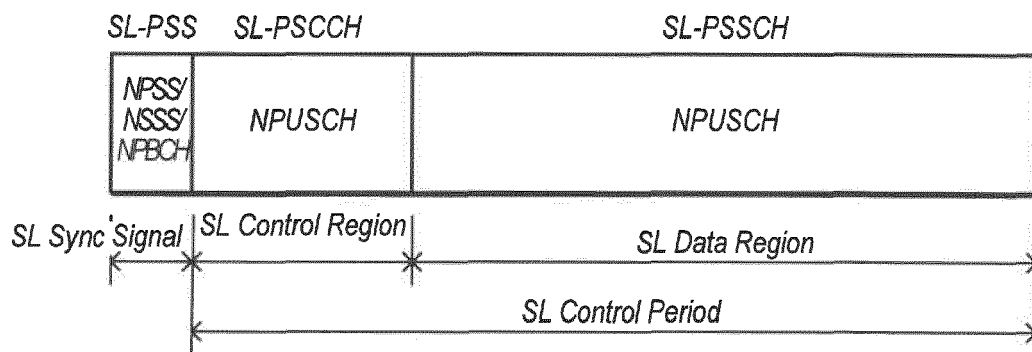 SL-PSS SL-PSCCH SL-PSSCH
NPSS/
NSSS/
NPBCH
NPUSCH
NPUSCH
SL Sync Signal
SL Control Region
SL Data Region
SL Control Period